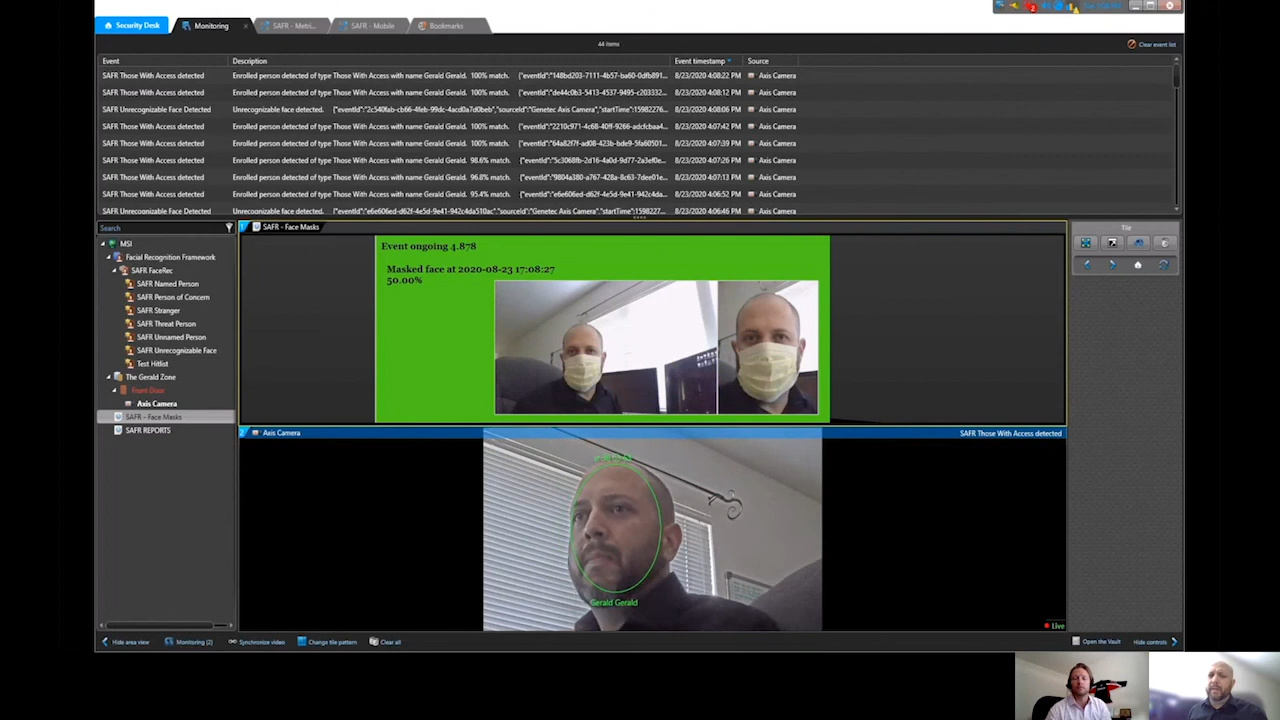 Security Desk
Monitoring
SAFR - Metri...
SAFR - Mobile
Bookmarks
44 items
Clear event list
Event Description Event timestamp Source
SAFR Those With Access detected Enrolled person detected of type Those With Access with name Gerald Gerald. 100% match. 8/23/2020 4:08:22 PM Axis Camera
SAFR Those With Access detected Enrolled person detected of type Those With Access with name Gerald Gerald. 100% match. 8/23/2020 4:08:12 PM Axis Camera
SAFR Unrecognizable Face Detected Unrecognizable face detected. 8/23/2020 4:08:06 PM Axis Camera
SAFR Those With Access detected Enrolled person detected of type Those With Access with name Gerald Gerald. 100% match. 8/23/2020 4:07:42 PM Axis Camera
SAFR Those With Access detected Enrolled person detected of type Those With Access with name Gerald Gerald. 100% match. 8/23/2020 4:07:39 PM Axis Camera
SAFR Those With Access detected Enrolled person detected of type Those With Access with name Gerald Gerald. 98.6% match. 8/23/2020 4:07:26 PM Axis Camera
SAFR Those With Access detected Enrolled person detected of type Those With Access with name Gerald Gerald. 96.8% match. 8/23/2020 4:07:13 PM Axis Camera
SAFR Those With Access detected Enrolled person detected of type Those With Access with name Gerald Gerald. 95.4% match. 8/23/2020 4:06:52 PM Axis Camera
SAFR Unrecognizable Face Detected Unrecognizable face detected. 8/23/2020 4:06:46 PM Axis Camera
Search
MSI
Facial Recognition Framework
SAFR FaceRec
SAFR Named Person
SAFR Person of Concern
SAFR Stranger
SAFR Threat Person
SAFR Unnamed Person
SAFR Unrecognizable Face
Test Hitlist
The Gerald Zone
Front Door
Axis Camera
SAFR - Face Masks
SAFR REPORTS
1 SAFR - Face Masks
Event ongoing 4.878
Masked face at 2020-08-23 17:08:27
50.00%
Tile
2 Axis Camera SAFR Those With Access detected
Gerald Gerald
Live
Hide area view
Monitoring (2)
Synchronize video
Change tile pattern
Clear all
Open the Vault
Hide controls